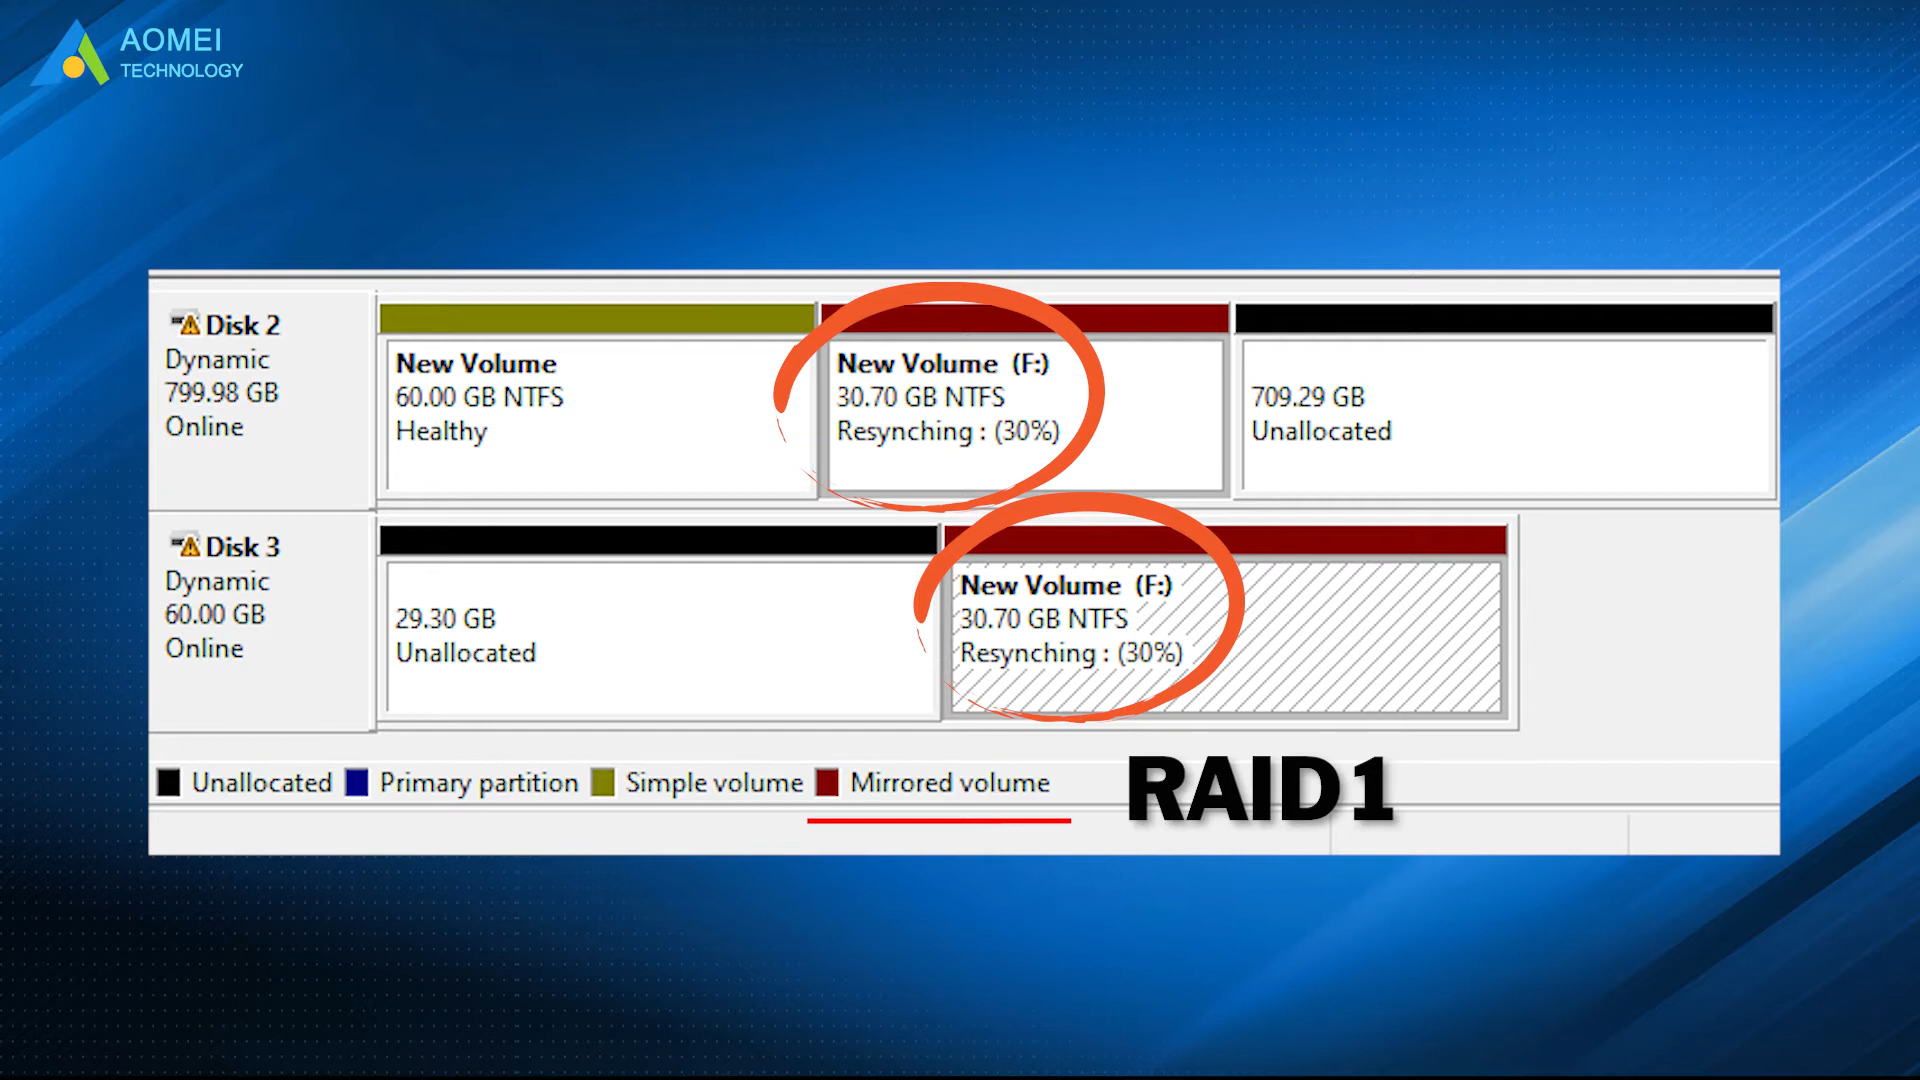 AOMEI
TECHNOLOGY
Disk 2
Dynamic
799.98 GB
Online
New Volume
60.00 GB NTFS
Healthy
New Volume (F:)
30.70 GB NTFS
Resynching : (30%)
709.29 GB
Unallocated
Disk 3
Dynamic
60.00 GB
Online
29.30 GB
Unallocated
New Volume (F:)
30.70 GB NTFS
Resynching : (30%)
Unallocated Primary partition Simple volume Mirrored volume
RAID1